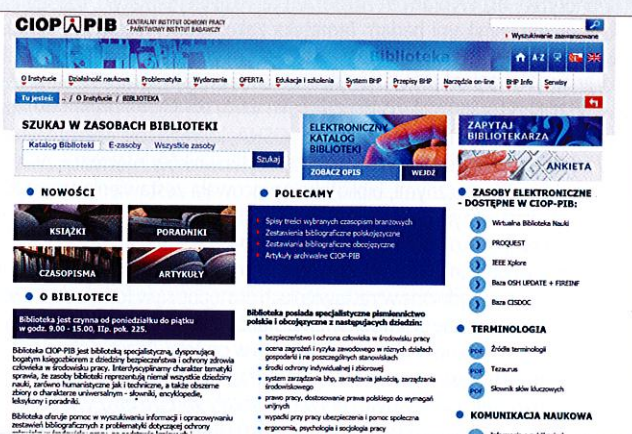 CIOP PIB
CENTRALNY INSTYTUT OCHRONY PRACY
- PAŃSTWOWY INSTYTUT BADAWCZY
Wyszukiwanie zaawansowane
Biblioteka
A-Z
O Instytucie Działalność naukowa Problematyka Wydarzenia OFERTA Edukacja i szkolenia System BHP Przepisy BHP Narzędzia on-line BHP Info Serwisy
Tu jesteś: .. / O Instytucie / BIBLIOTEKA
SZUKAJ W ZASOBACH BIBLIOTEKI
Katalog Biblioteki E-zasoby Wszystkie zasoby
Szukaj
ELEKTRONICZNY
KATALOG
BIBLIOTEKI
ZOBACZ OPIS WEJDŹ
ZAPYTAJ
BIBLIOTEKARZA
ANKIETA
NOWOŚCI
KSIĄŻKI
PORADNIKI
CZASOPISMA
ARTYKUŁY
POLECAMY
Spisy treści wybranych czasopism branżowych
Zestawienia bibliograficzne polskojęzyczne
Zestawiania bibliograficzne obcojęzyczne
Artykuły archiwalne CIOP-PIB
ZASOBY ELEKTRONICZNE
- DOSTĘPNE W CIOP-PIB:
Wirtualna Biblioteka Nauki
PROQUEST
IEEE Xplore
Baza OSH UPDATE + FIREINF
Baza CISDOC
O BIBLIOTECE
Biblioteka jest czynna od poniedziałku do piątku
w godz. 9.00 - 15.00, IIp. pok. 225.
Biblioteka CIOP-PIB jest biblioteką specjalistyczną, dysponującą
bogatym księgozbiorem z dziedziny bezpieczeństwa i ochrony zdrowia
człowieka w środowisku pracy. Interdyscyplinarny charakter tematyki
sprawia, że zasoby biblioteki reprezentują niemal wszystkie dziedziny
nauki, zarówno humanistyczne jak i techniczne, a także obszerne
zbiory o charakterze uniwersalnym - słowniki, encyklopedie,
leksykony i poradniki.
Biblioteka oferuje pomoc w wyszukiwaniu informacji i opracowywaniu
zestawień bibliograficznych z problematyki dotyczącej ochrony
Biblioteka posiada specjalistyczne piśmiennictwo
polskie i obcojęzyczne z następujących dziedzin:
bezpieczeństwo i ochrona człowieka w środowisku pracy
ocena zagrożeń i ryzyka zawodowego w różnych działach
gospodarki i na poszczególnych stanowiskach
środki ochrony indywidualnej i zbiorowej
system zarządzania bhp, zarządzania jakością, zarządzania
środowiskowego
prawo pracy, dostosowanie prawa polskiego do wymagań
unijnych
wypadki przy pracy ubezpieczenia i pomoc społeczna
ergonomia, psychologia i socjologia pracy
TERMINOLOGIA
PDF Źródła terminologii
PDF Tezaurus
PDF Słownik słów kluczowych
KOMUNIKACJA NAUKOWA